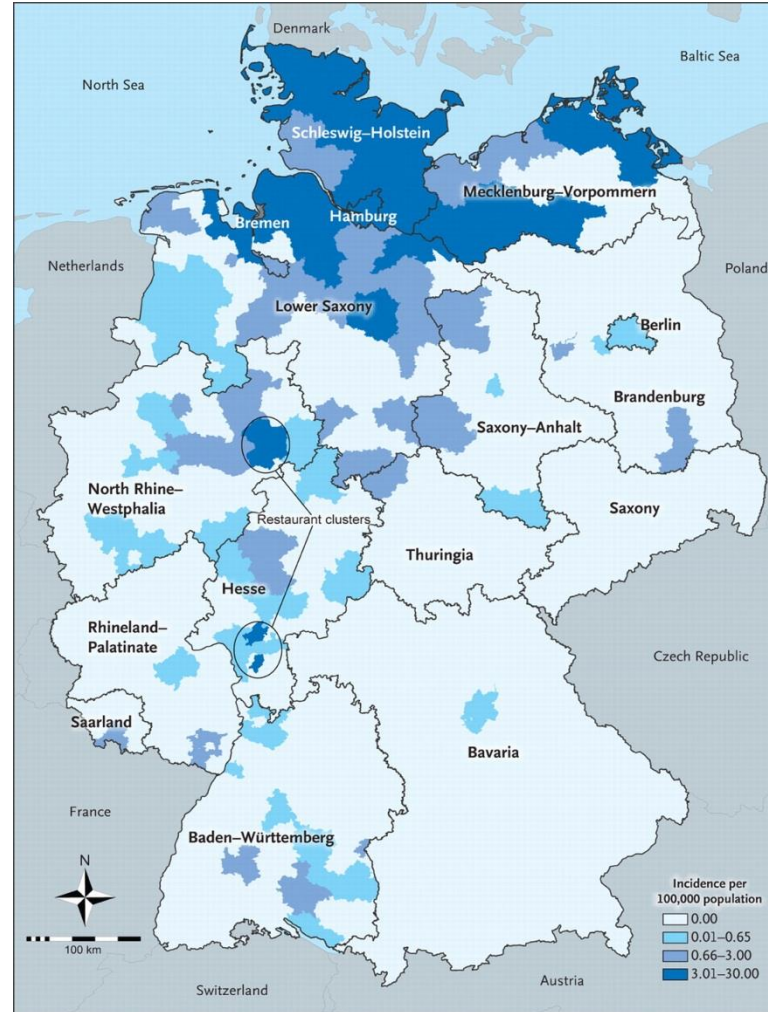 Denmark
North Sea
Baltic Sea
Schleswig–Holstein
Mecklenburg–Vorpommern
Hamburg
Bremen
Netherlands
Poland
Lower Saxony
Berlin
Brandenburg
Saxony–Anhalt
North Rhine–
Westphalia
Saxony
Restaurant clusters
Thuringia
Hesse
Rhineland–
Palatinate
Czech Republic
Saarland
Bavaria
France
Baden–Württemberg
N
100 km
Incidence per
100,000 population
0.00
0.01–0.65
0.66–3.00
3.01–30.00
Switzerland
Austria